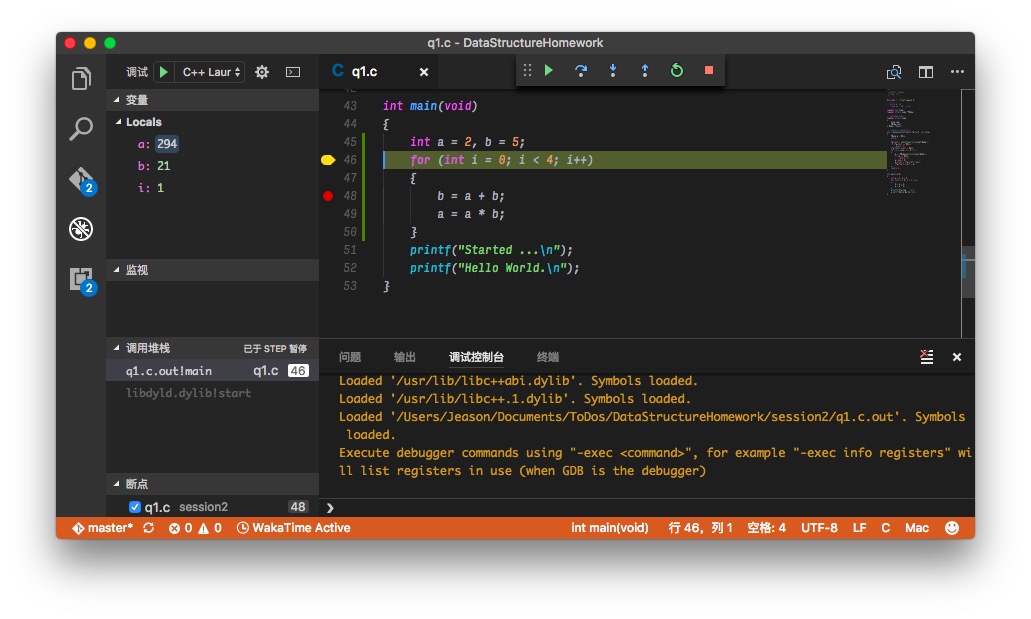 q1.c - DataStructureHomework
调试 C++ Laur
变量
Locals
a: 294
b: 21
i: 1
监视
调用堆栈 已于 STEP 暂停
q1.c.out!main q1.c 46
libdyld.dylib!start
断点
q1.c session2 48
2
2
C q1.c
43 int main(void)
44 {
45 int a = 2, b = 5;
46 for (int i = 0; i < 4; i++)
47 {
48 b = a + b;
49 a = a * b;
50 }
51 printf("Started ...\n");
52 printf("Hello World.\n");
53 }
问题 输出 调试控制台 终端
Loaded '/usr/lib/libc++abi.dylib'. Symbols loaded.
Loaded '/usr/lib/libc++.1.dylib'. Symbols loaded.
Loaded '/Users/Jeason/Documents/ToDos/DataStructureHomework/session2/q1.c.out'. Symbols
loaded.
Execute debugger commands using "-exec <command>", for example "-exec info registers" wi
ll list registers in use (when GDB is the debugger)
master* 0 0 WakaTime Active int main(void) 行 46，列 1 空格: 4 UTF-8 LF C Mac